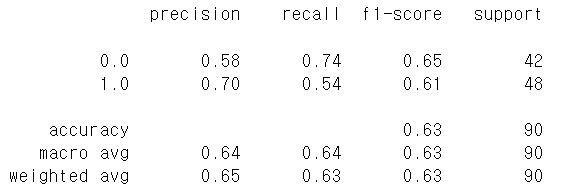 precision recall f1-score support
0.0 0.58 0.74 0.65 42
1.0 0.70 0.54 0.61 48
accuracy 0.63 90
macro avg 0.64 0.64 0.63 90
weighted avg 0.65 0.63 0.63 90